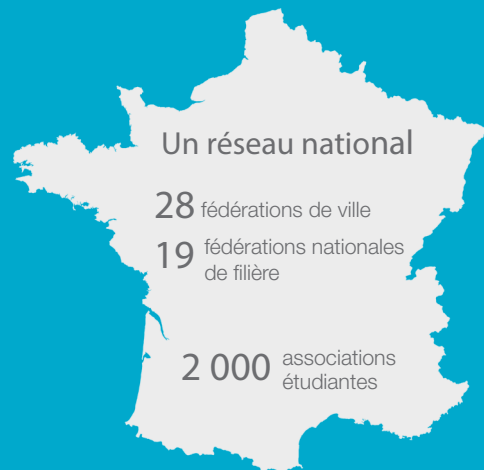 Un réseau national
28 fédérations de ville
19 fédérations nationales
de filière
2 000 associations
étudiantes